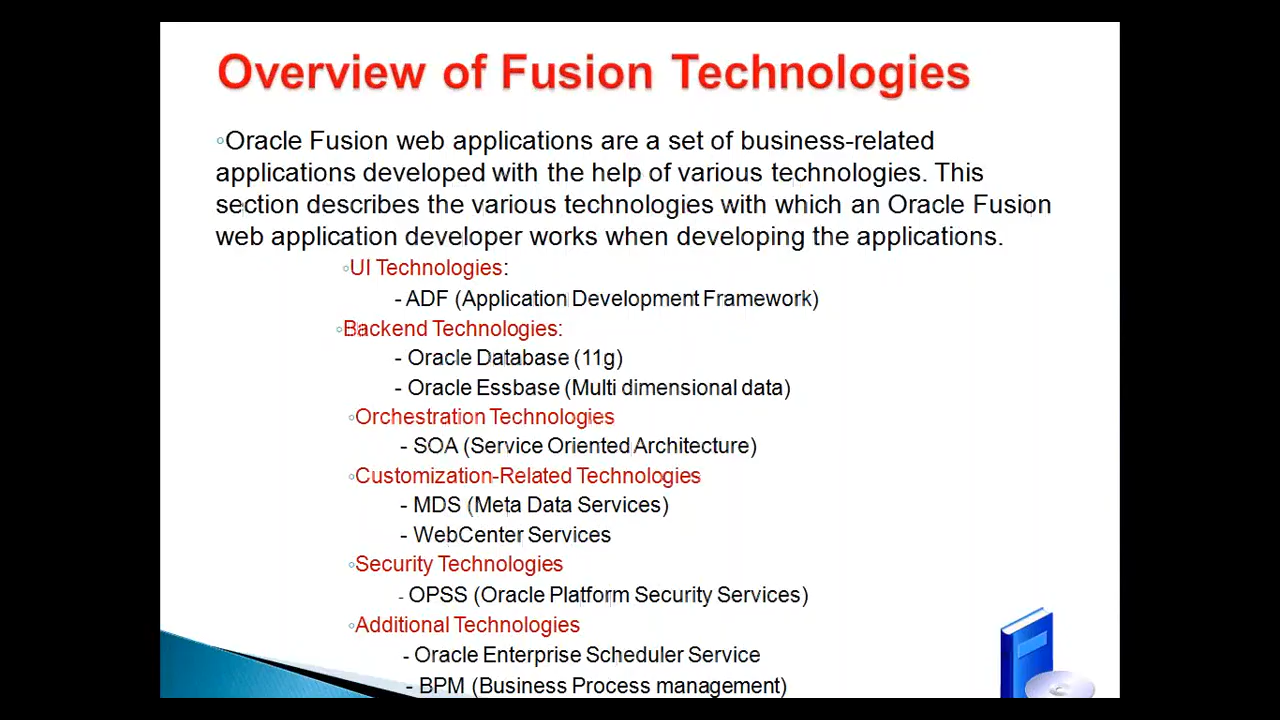 Overview of Fusion Technologies
◦Oracle Fusion web applications are a set of business-related
applications developed with the help of various technologies. This
section describes the various technologies with which an Oracle Fusion
web application developer works when developing the applications.
◦UI Technologies:
- ADF (Application Development Framework)
◦Backend Technologies:
- Oracle Database (11g)
- Oracle Essbase (Multi dimensional data)
◦Orchestration Technologies
- SOA (Service Oriented Architecture)
◦Customization-Related Technologies
- MDS (Meta Data Services)
- WebCenter Services
◦Security Technologies
- OPSS (Oracle Platform Security Services)
◦Additional Technologies
- Oracle Enterprise Scheduler Service
- BPM (Business Process management)